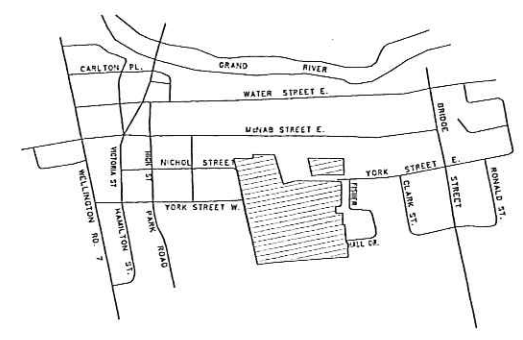 CARLTON PL.
GRAND RIVER
WATER STREET E.
BRIDGE STREET
McNAB STREET E.
VICTORIA ST
HIGH ST
NICHOL STREET
YORK STREET E.
WELLINGTON RD. 7
HAMILTON ST.
PARK ROAD
YORK STREET W.
FISHER
HALL CR.
CLARK ST.
RONALD ST.